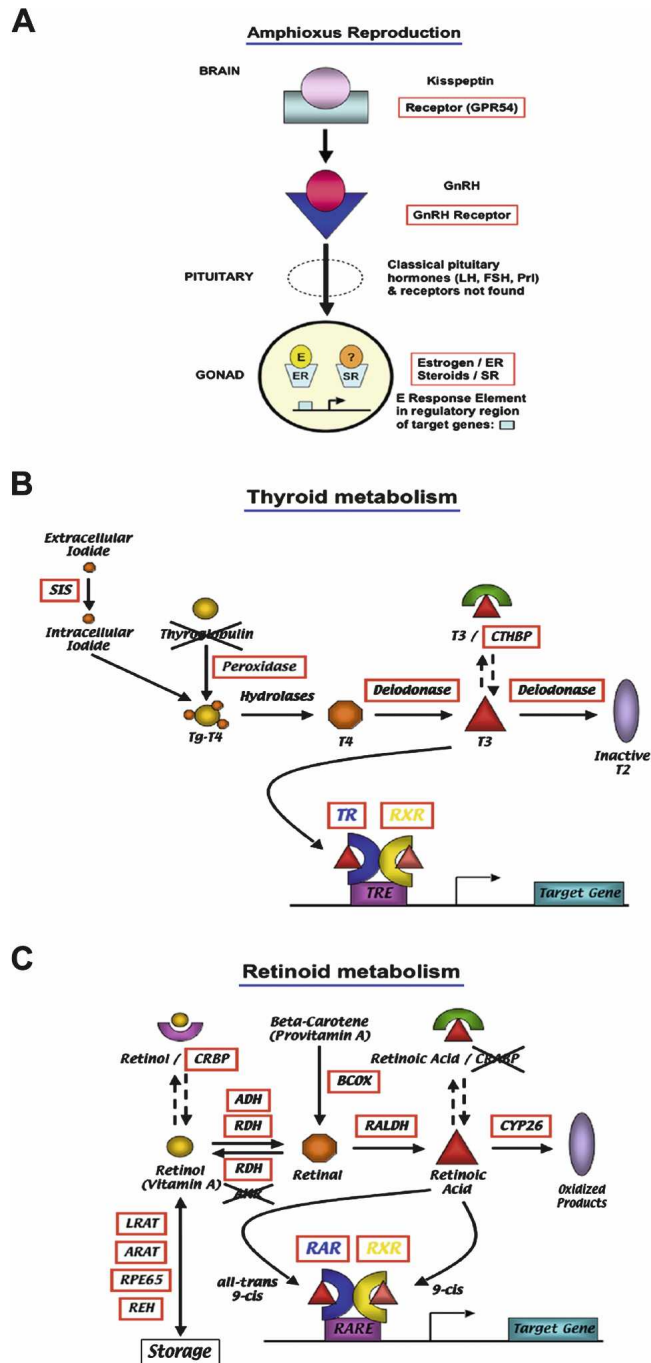 A
Amphioxus Reproduction
BRAIN
Kisspeptin
Receptor (GPR54)
GnRH
GnRH Receptor
PITUITARY
Classical pituitary
hormones (LH, FSH, Prl)
& receptors not found
GONAD
E
?
ER
SR
Estrogen / ER
Steroids / SR
E Response Element
in regulatory region
of target genes:
B
Thyroid metabolism
Extracellular
Iodide
SIS
Intracellular
Iodide
Thyroglobulin
Peroxidase
T3 / CTHBP
Hydrolases
Deiodonase
Deiodonase
Tg-T4
T4
T3
Inactive
T2
TR
RXR
TRE
Target Gene
C
Retinoid metabolism
Beta-Carotene
(Provitamin A)
Retinol / CRBP
Retinoic Acid / CRABP
BCOX
ADH
RDH
RALDH
CYP26
RDH
Retinol
(Vitamin A)
Retinal
Retinoic
Acid
Oxidized
Products
LRAT
ARAT
RPE65
REH
RAR
RXR
all-trans
9-cis
9-cis
RARE
Target Gene
Storage